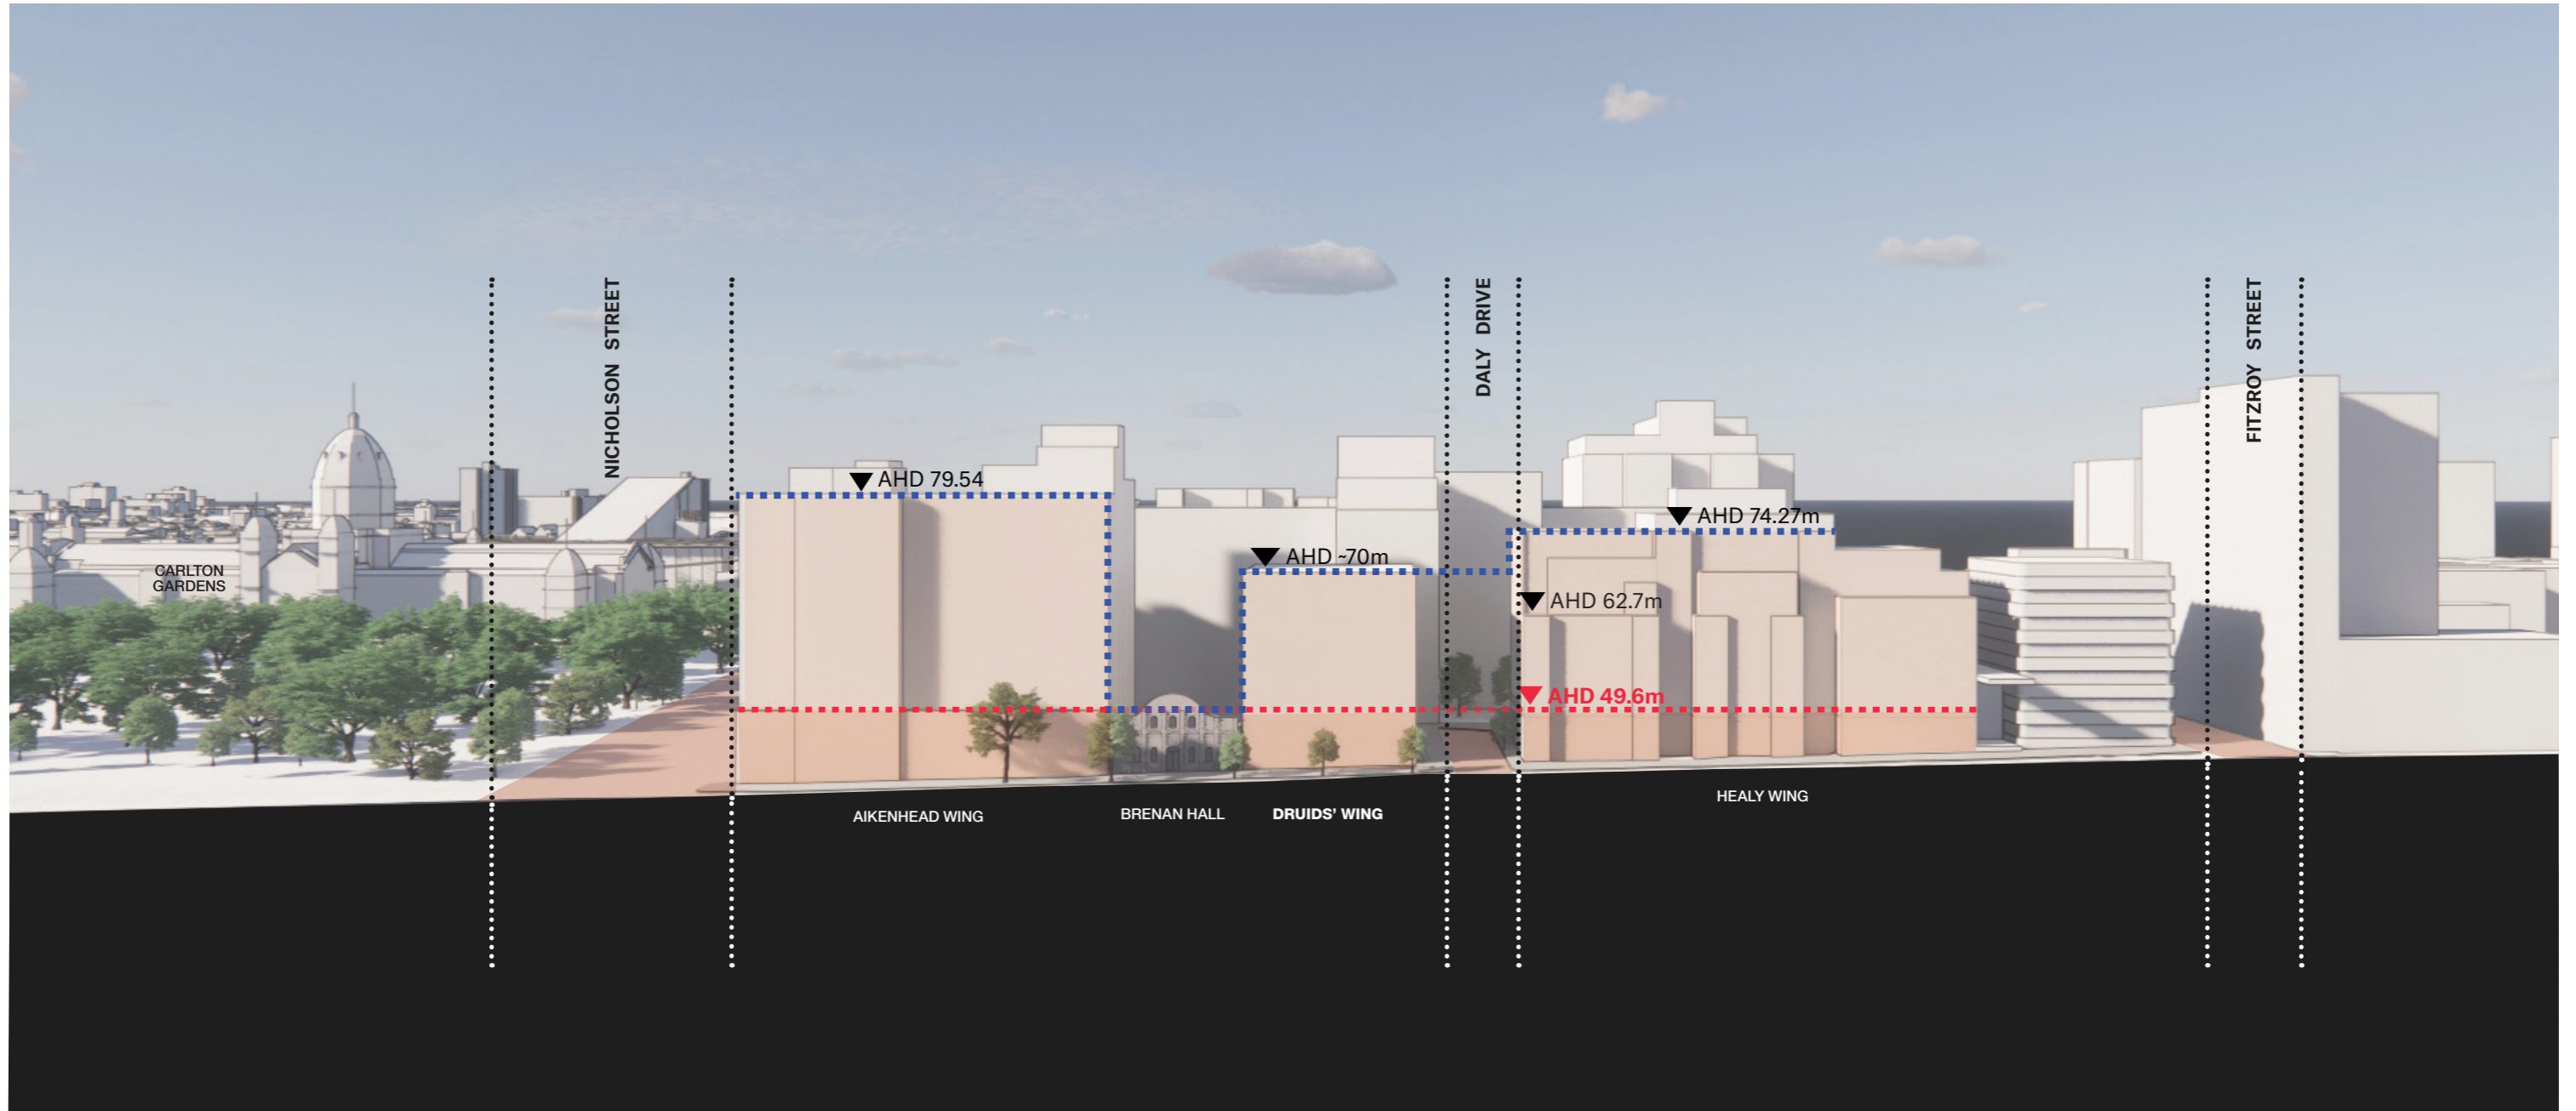 NICHOLSON STREET
DALY DRIVE
FITZROY STREET
AHD 79.54
AHD 74.27m
AHD ~70m
CARLTON
GARDENS
AHD 62.7m
AHD 49.6m
AIKENHEAD WING
BRENAN HALL
DRUIDS' WING
HEALY WING